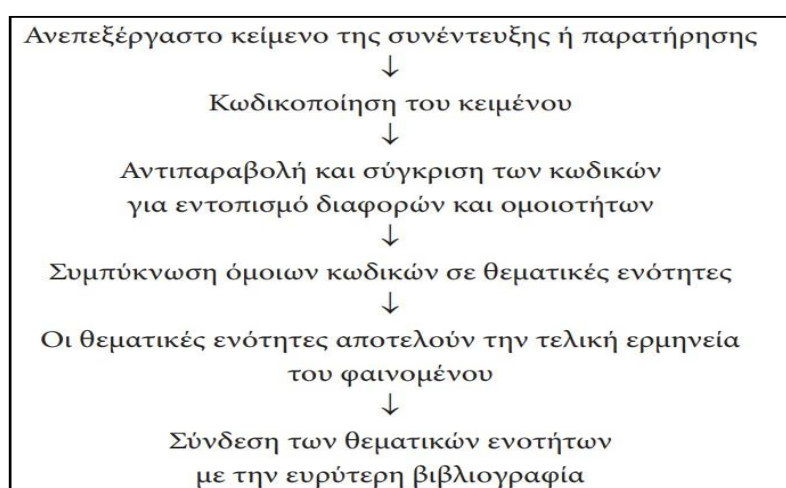 Ανεπεξέργαστο κείμενο της συνέντευξης ή παρατήρησης
↓
Κωδικοποίηση του κειμένου
↓
Αντιπαραβολή και σύγκριση των κωδικών
για εντοπισμό διαφορών και ομοιοτήτων
↓
Συμπύκνωση όμοιων κωδικών σε θεματικές ενότητες
↓
Οι θεματικές ενότητες αποτελούν την τελική ερμηνεία
του φαινομένου
↓
Σύνδεση των θεματικών ενοτήτων
με την ευρύτερη βιβλιογραφία